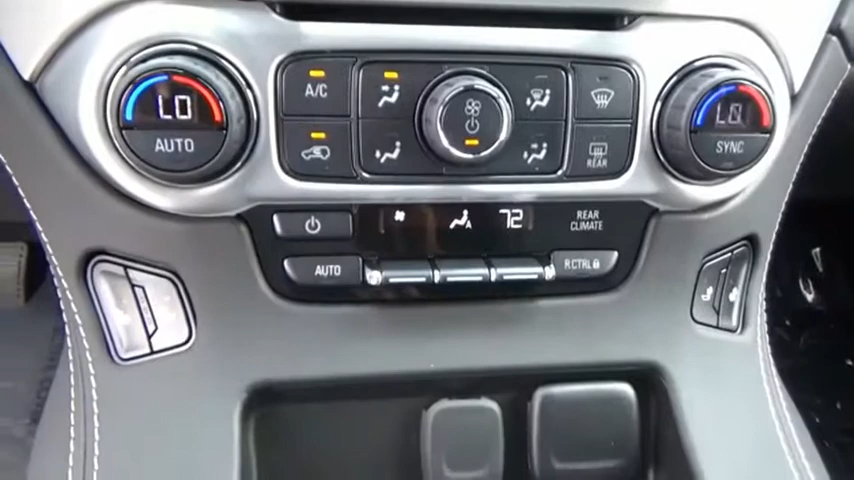 LO
AUTO
A/C
REAR
LO
SYNC
72
REAR
CLIMATE
AUTO
R.CTRL